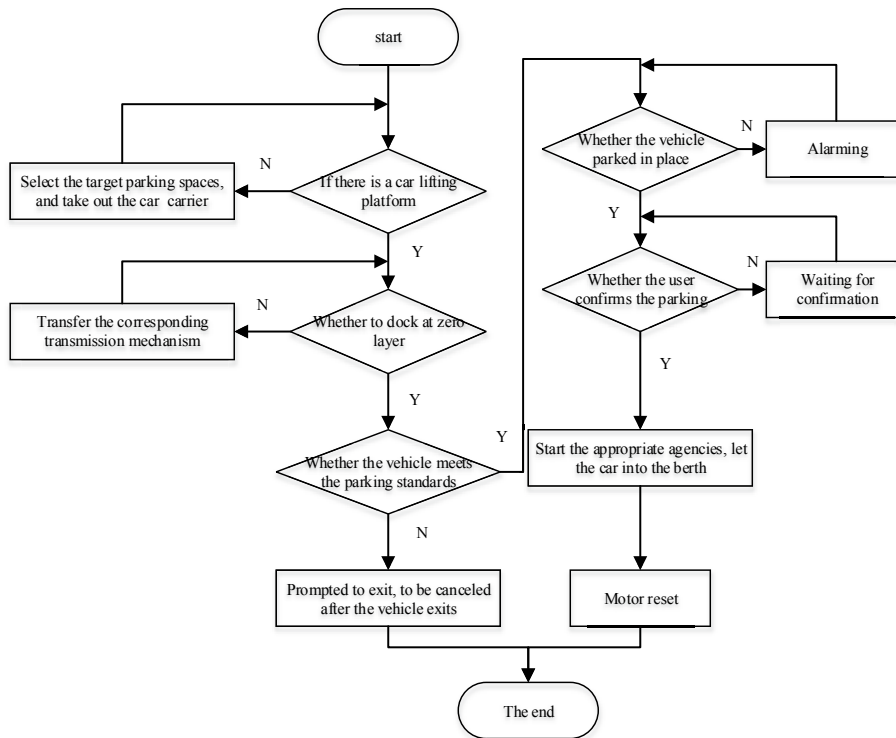 start
N
Select the target parking spaces,
and take out the car carrier
If there is a car lifting
platform
Y
N
Transfer the corresponding
transmission mechanism
Whether to dock at zero
layer
Y
Whether the vehicle meets
the parking standards
Y
N
Prompted to exit, to be canceled
after the vehicle exits
Whether the vehicle
parked in place
N
Alarming
Y
Whether the user
confirms the parking
N
Waiting for
confirmation
Y
Start the appropriate agencies, let
the car into the berth
Motor reset
The end